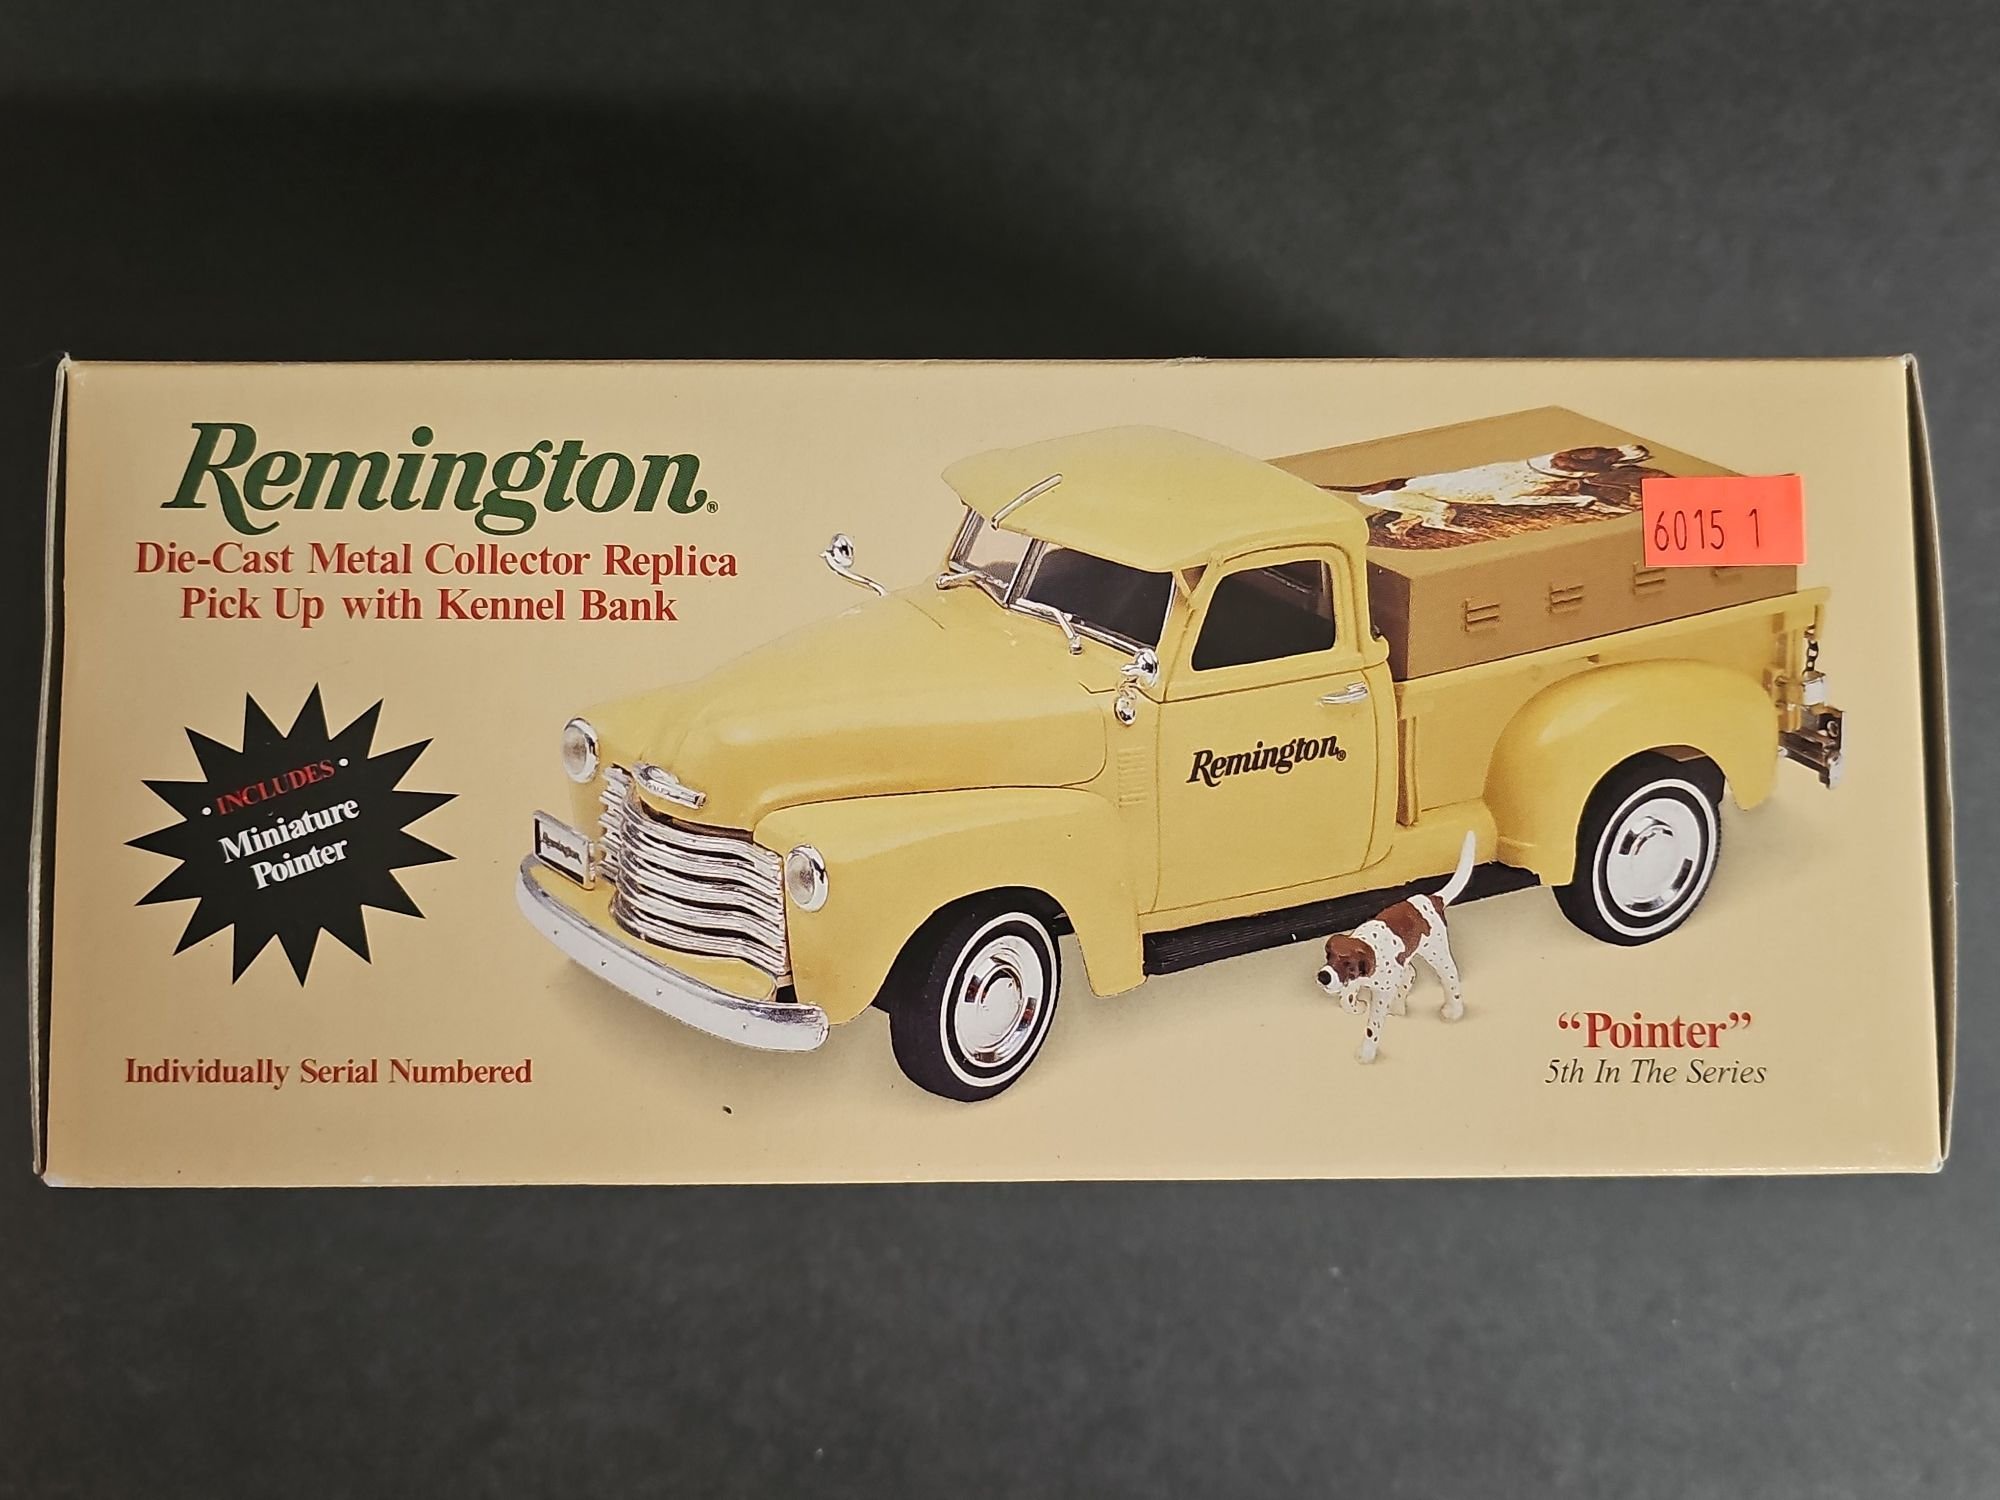 Remington®
Die-Cast Metal Collector Replica
Pick Up with Kennel Bank
• INCLUDES •
Miniature
Pointer
Individually Serial Numbered
Remington®
Remington
6015 1
"Pointer"
5th In The Series